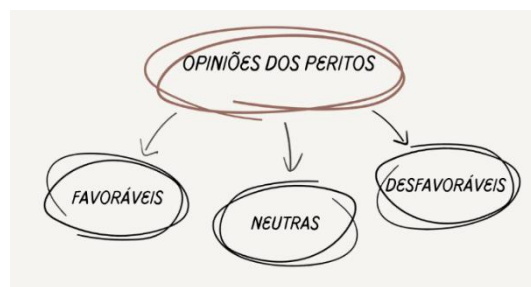 OPINIÕES DOS PERITOS
FAVORÁVEIS
NEUTRAS
DESFAVORÁVEIS